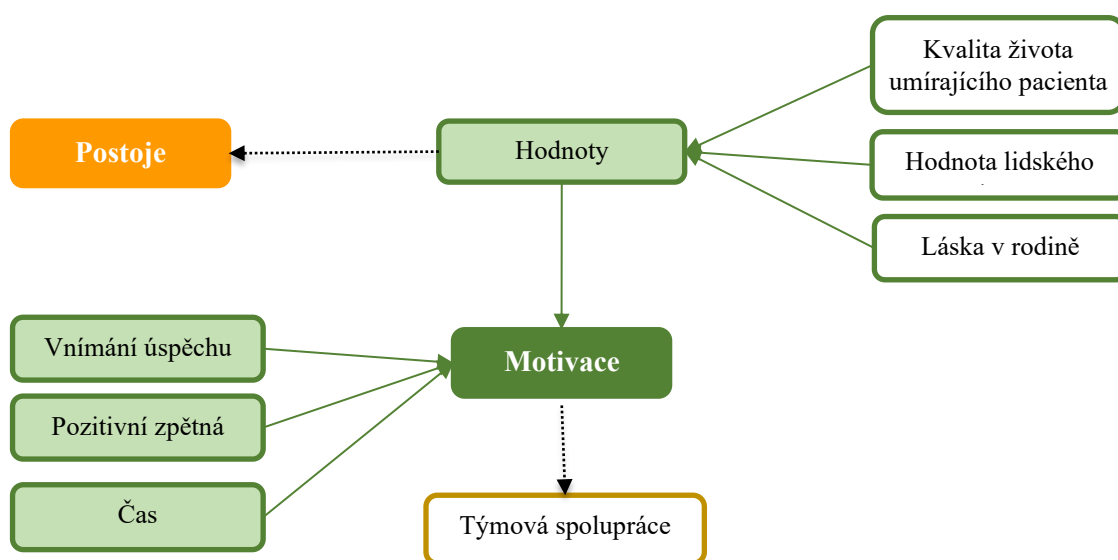 Kvalita života
umírajícího pacienta
Postoje
Hodnoty
Hodnota lidského
Láska v rodině
Vnímání úspěchu
Motivace
Pozitivní zpětná
Čas
Týmová spolupráce